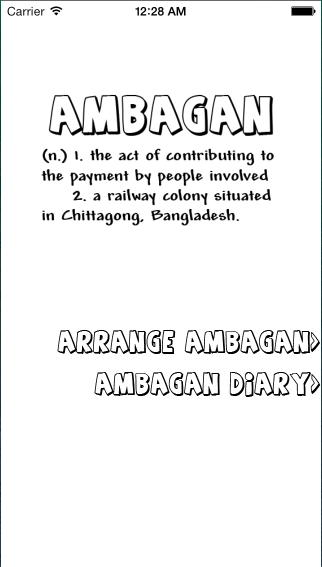 Carrier 12:28 AM
AMBAGAN
(n.) 1. the act of contributing to
the payment by people involved
2. a railway colony situated
in Chittagong, Bangladesh.
ARRANGE AMBAGAN>
AMBAGAN DiARY>